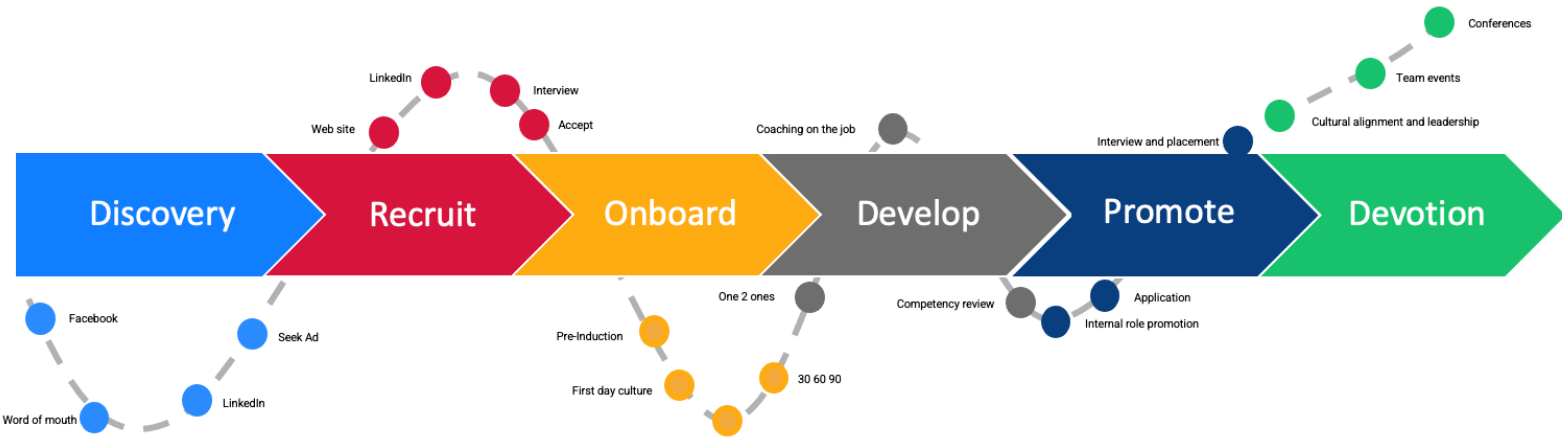 Conferences
LinkedIn
Team events
Interview
Web site
Accept
Coaching on the job
Cultural alignment and leadership
Interview and placement
Discovery
Recruit
Onboard
Develop
Promote
Devotion
One 2 ones
Competency review
Application
Facebook
Internal role promotion
Seek Ad
Pre-Induction
30 60 90
First day culture
LinkedIn
Word of mouth